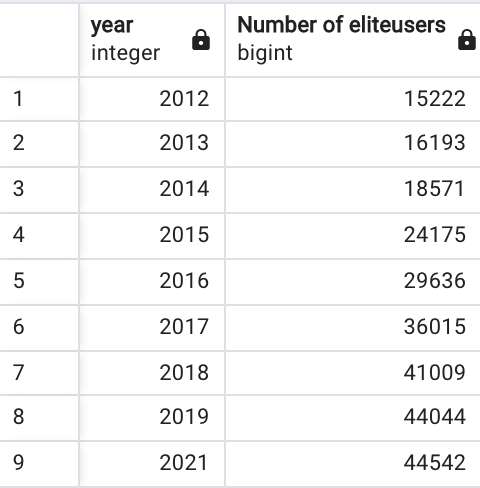 year Number of eliteusers
integer bigint
1 2012 15222
2 2013 16193
3 2014 18571
4 2015 24175
5 2016 29636
6 2017 36015
7 2018 41009
8 2019 44044
9 2021 44542